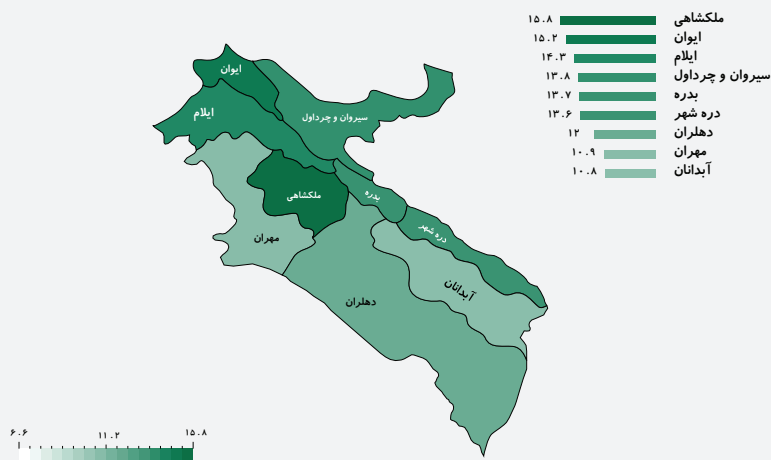 ملکشاهی ۱۵.۸
ایوان ۱۵.۲
ایلام ۱۴.۳
سیروان و چرداول ۱۳.۸
بدره ۱۳.۷
دره شهر ۱۳.۶
دهلران ۱۲
مهران ۱۰.۹
آبدانان ۱۰.۸
ایوان
ایلام
سیروان و چرداول
ملکشاهی
بدره
مهران
دره شهر
دهلران
آبدانان
۶.۶ ۱۱.۲ ۱۵.۸